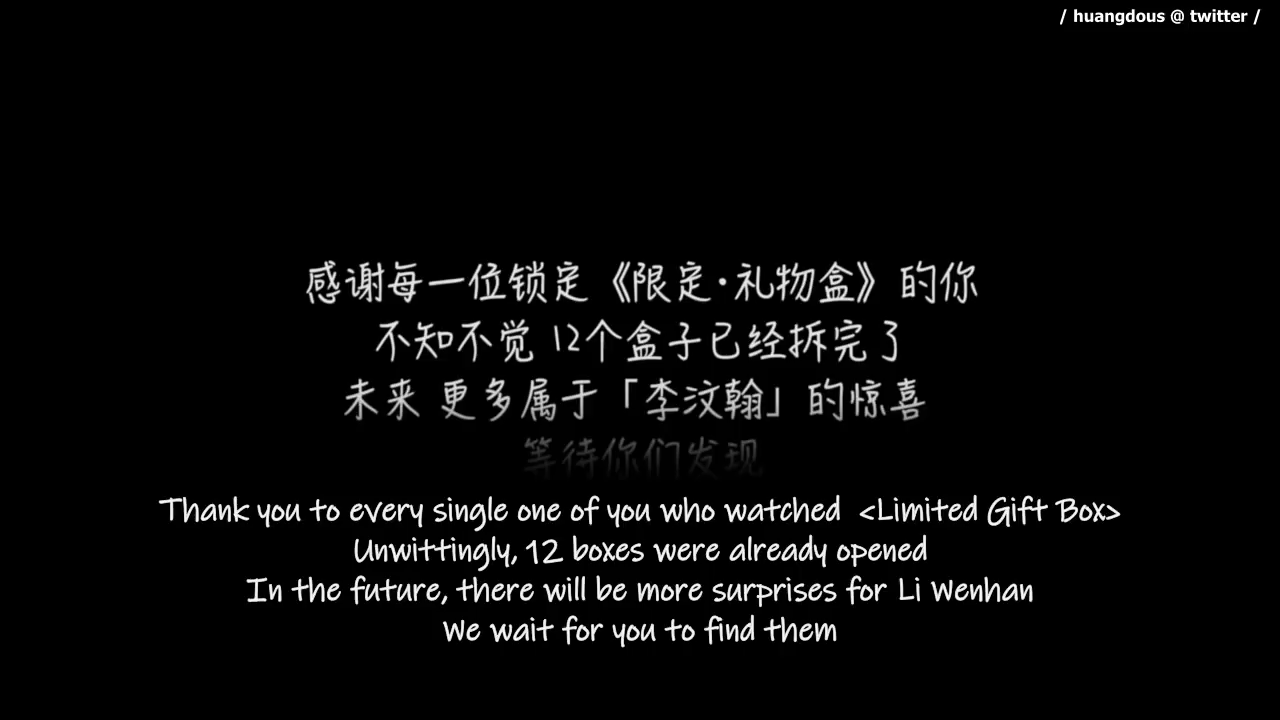 / huangdous @ twitter /
感谢每一位锁定《限定·礼物盒》的你
不知不觉 12个盒子已经拆完了
未来 更多属于「李汶翰」的惊喜
等待你们发现
Thank you to every single one of you who watched <Limited Gift Box>
Unwittingly, 12 boxes were already opened
In the future, there will be more surprises for Li Wenhan
We wait for you to find them